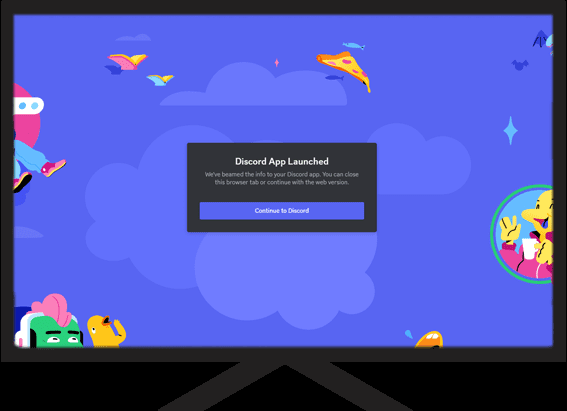 Discord App Launched
We've beamed the info to your Discord app. You can close
this browser tab or continue with the web version.
Continue to Discord